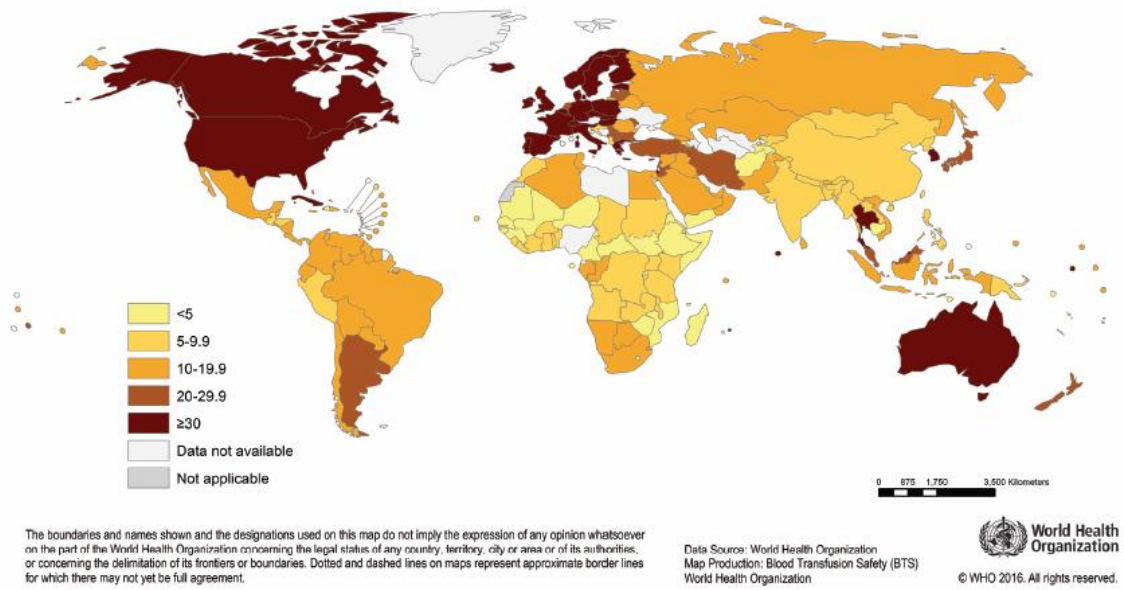 <5
5-9.9
10-19.9
20-29.9
≥30
Data not available
Not applicable
0 875 1,750 3,500 Kilometers
The boundaries and names shown and the designations used on this map do not imply the expression of any opinion whatsoever
on the part of the World Health Organization concerning the legal status of any country, territory, city or area or of its authorities,
or concerning the delimitation of its frontiers or boundaries. Dotted and dashed lines on maps represent approximate border lines
for which there may not yet be full agreement.
Data Source: World Health Organization
Map Production: Blood Transfusion Safety (BTS)
World Health Organization
World Health
Organization
© WHO 2016. All rights reserved.